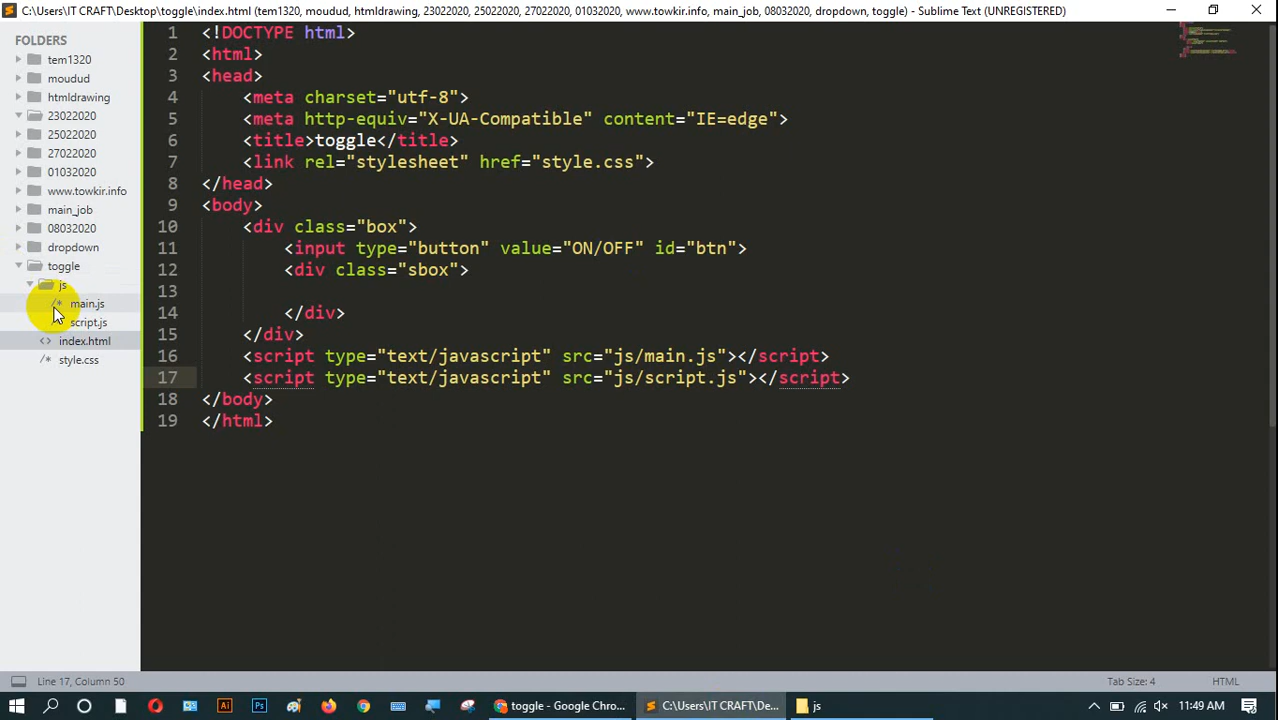 C:\Users\IT CRAFT\Desktop\toggle\index.html (tem1320, moudud, htmldrawing, 23022020, 25022020, 27022020, 01032020, www.towkir.info, main_job, 08032020, dropdown, toggle) - Sublime Text (UNREGISTERED)
FOLDERS
tem1320
moudud
htmldrawing
23022020
25022020
27022020
01032020
www.towkir.info
main_job
08032020
dropdown
toggle
js
/* main.js
script.js
<> index.html
/* style.css
1 <!DOCTYPE html>
2 <html>
3 <head>
4 <meta charset="utf-8">
5 <meta http-equiv="X-UA-Compatible" content="IE=edge">
6 <title>toggle</title>
7 <link rel="stylesheet" href="style.css">
8 </head>
9 <body>
10 <div class="box">
11 <input type="button" value="ON/OFF" id="btn">
12 <div class="sbox">
13
14 </div>
15 </div>
16 <script type="text/javascript" src="js/main.js"></script>
17 <script type="text/javascript" src="js/script.js"></script>
18 </body>
19 </html>
Line 17, Column 50
Tab Size: 4
HTML
Ai
Ps
toggle - Google Chro...
C:\Users\IT CRAFT\De...
js
11:49 AM